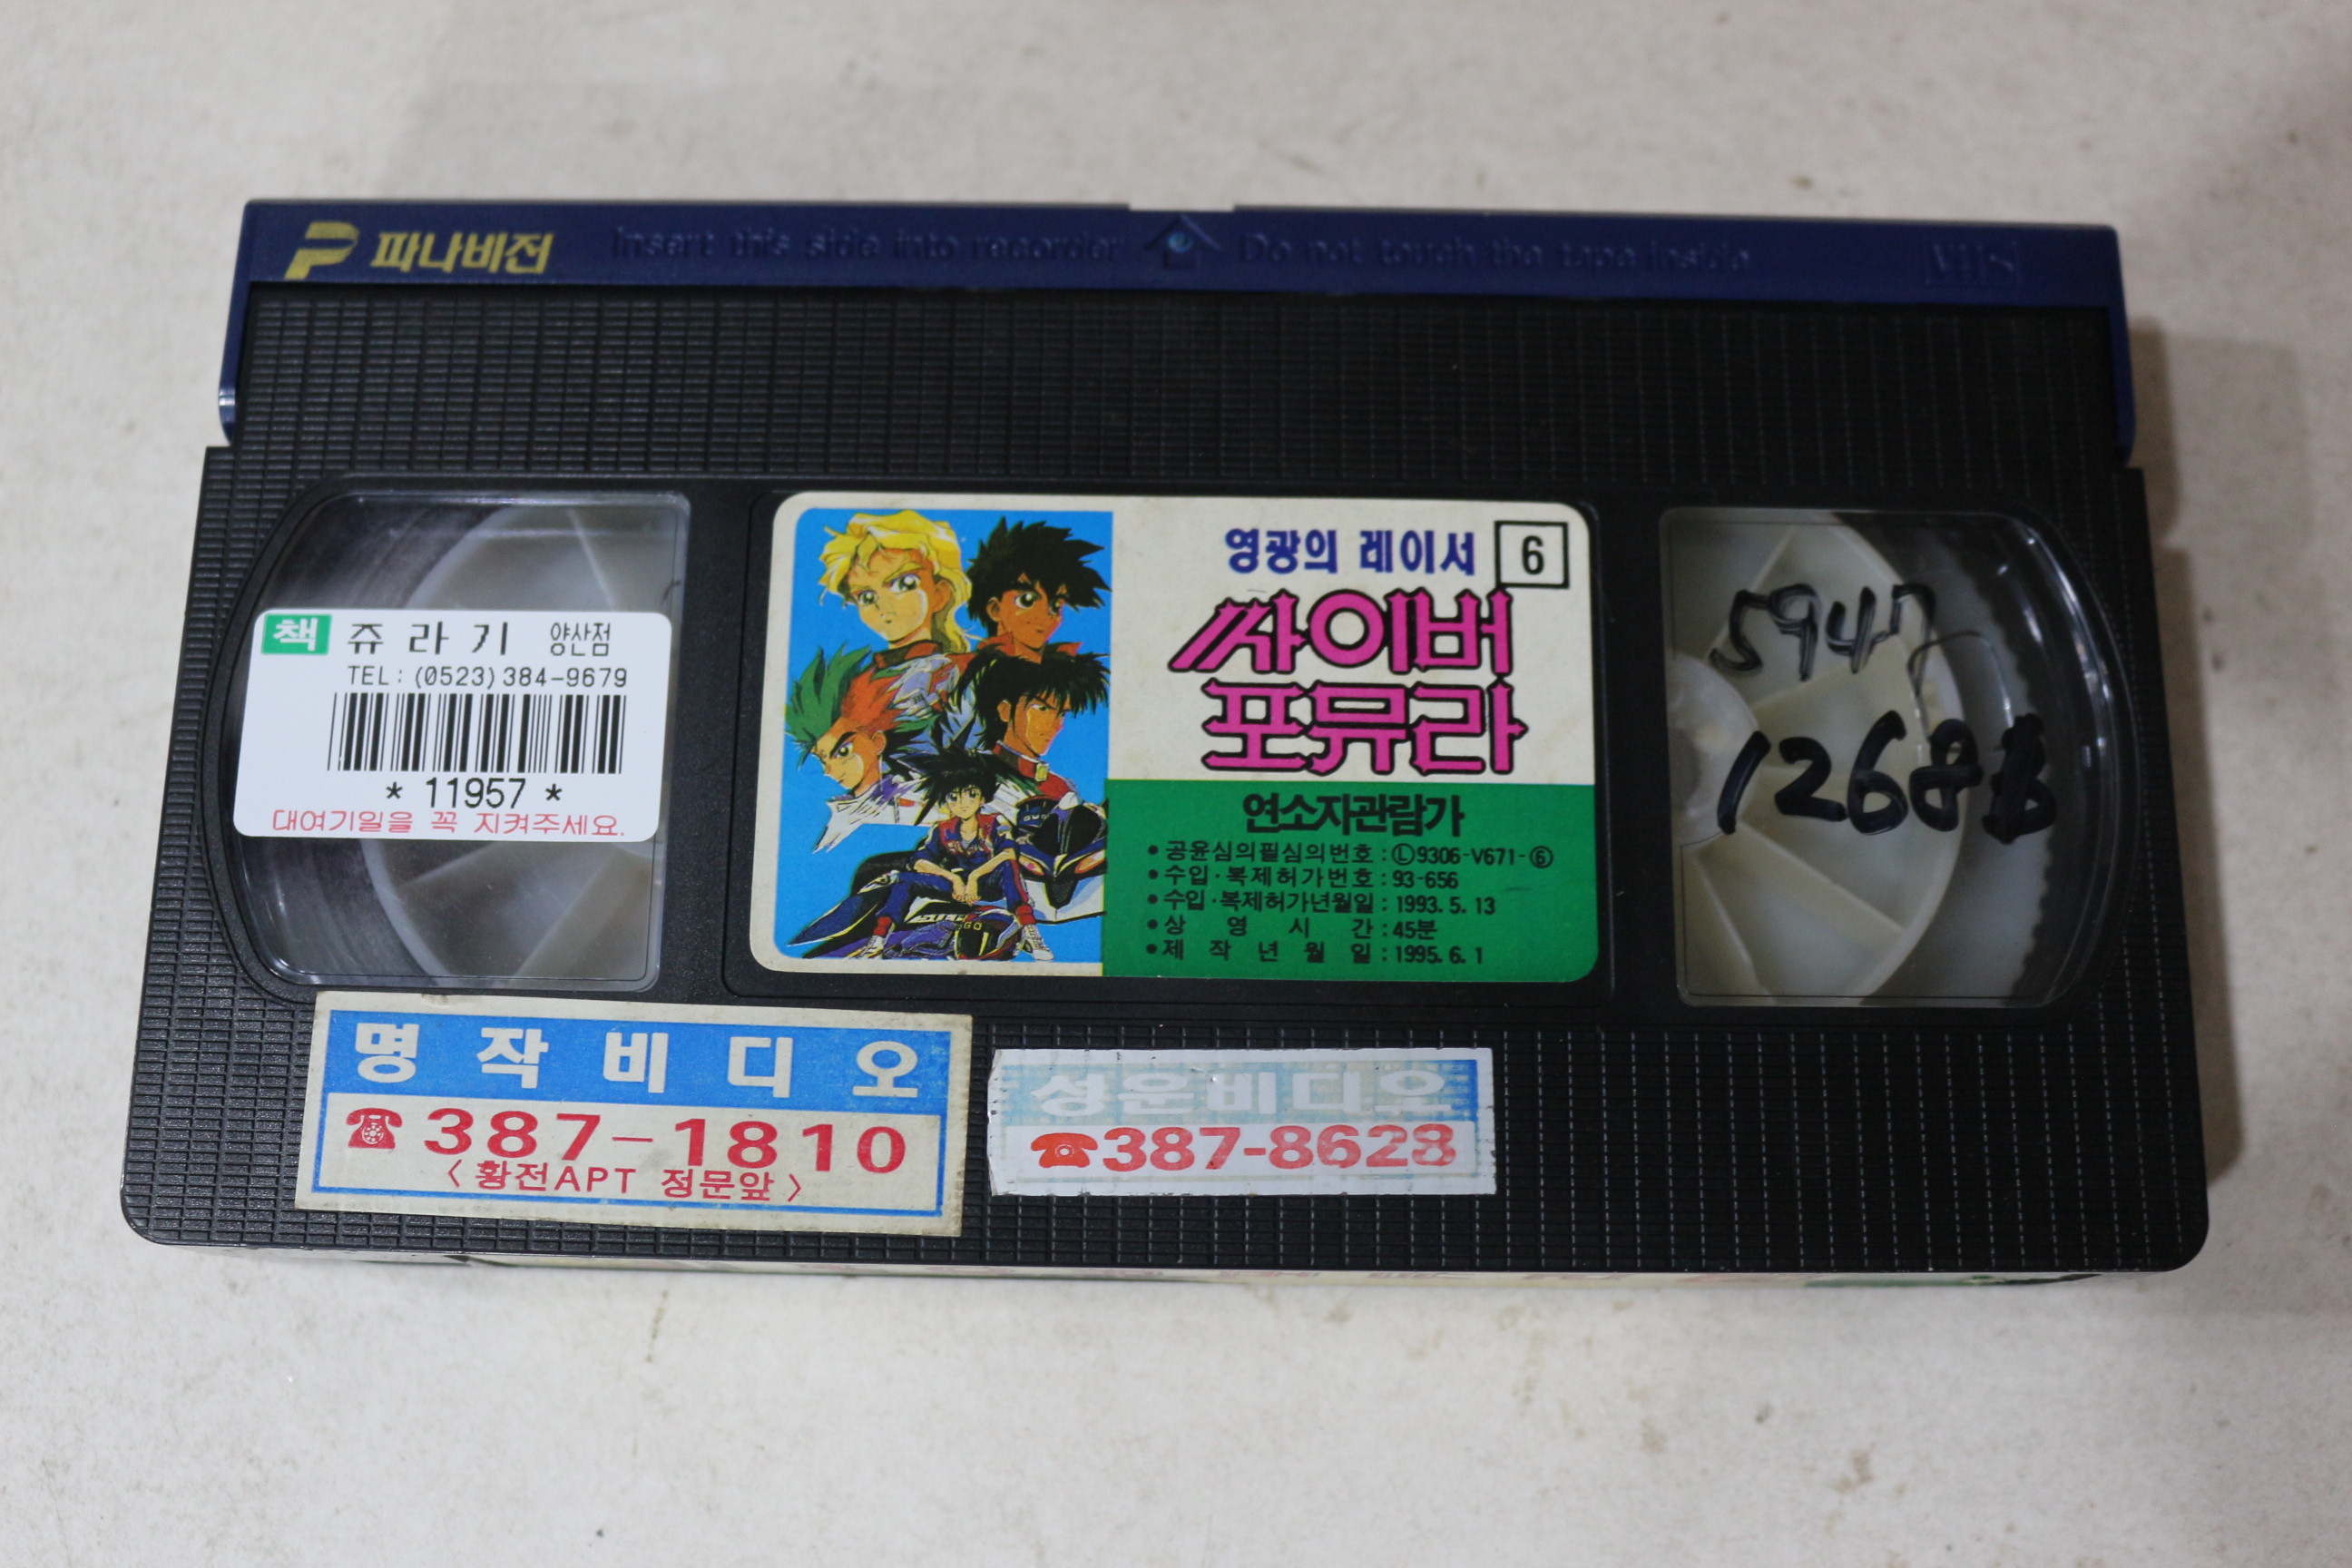 파나비전
Insert this side into recorder
Do not touch the tape inside
VHS
책 쥬라기 양산점
TEL: (0523) 384-9679
* 11957 *
대여기일을 꼭 지켜주세요.
영광의 레이서 6
싸이버
포뮤라
연소자관람가
• 공윤심의필심의번호 : Ⓛ9306-V671-⑥
• 수입·복제허가번호 : 93-656
• 수입·복제허가년월일 : 1993. 5. 13
• 상영시간 : 45분
• 제작년월일 : 1995. 6. 1
5947
1268
명작비디오
☎387-1810
〈 황전APT 정문앞 〉
성운비디오
☎387-8628